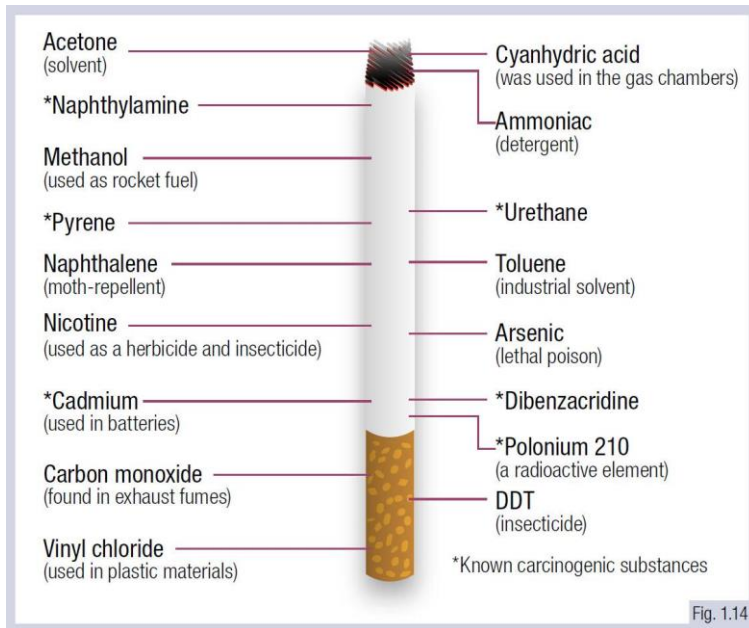 Acetone
(solvent)
*Naphthylamine
Methanol
(used as rocket fuel)
*Pyrene
Naphthalene
(moth-repellent)
Nicotine
(used as a herbicide and insecticide)
*Cadmium
(used in batteries)
Carbon monoxide
(found in exhaust fumes)
Vinyl chloride
(used in plastic materials)
Cyanhydric acid
(was used in the gas chambers)
Ammoniac
(detergent)
*Urethane
Toluene
(industrial solvent)
Arsenic
(lethal poison)
*Dibenzacridine
*Polonium 210
(a radioactive element)
DDT
(insecticide)
*Known carcinogenic substances
Fig. 1.14